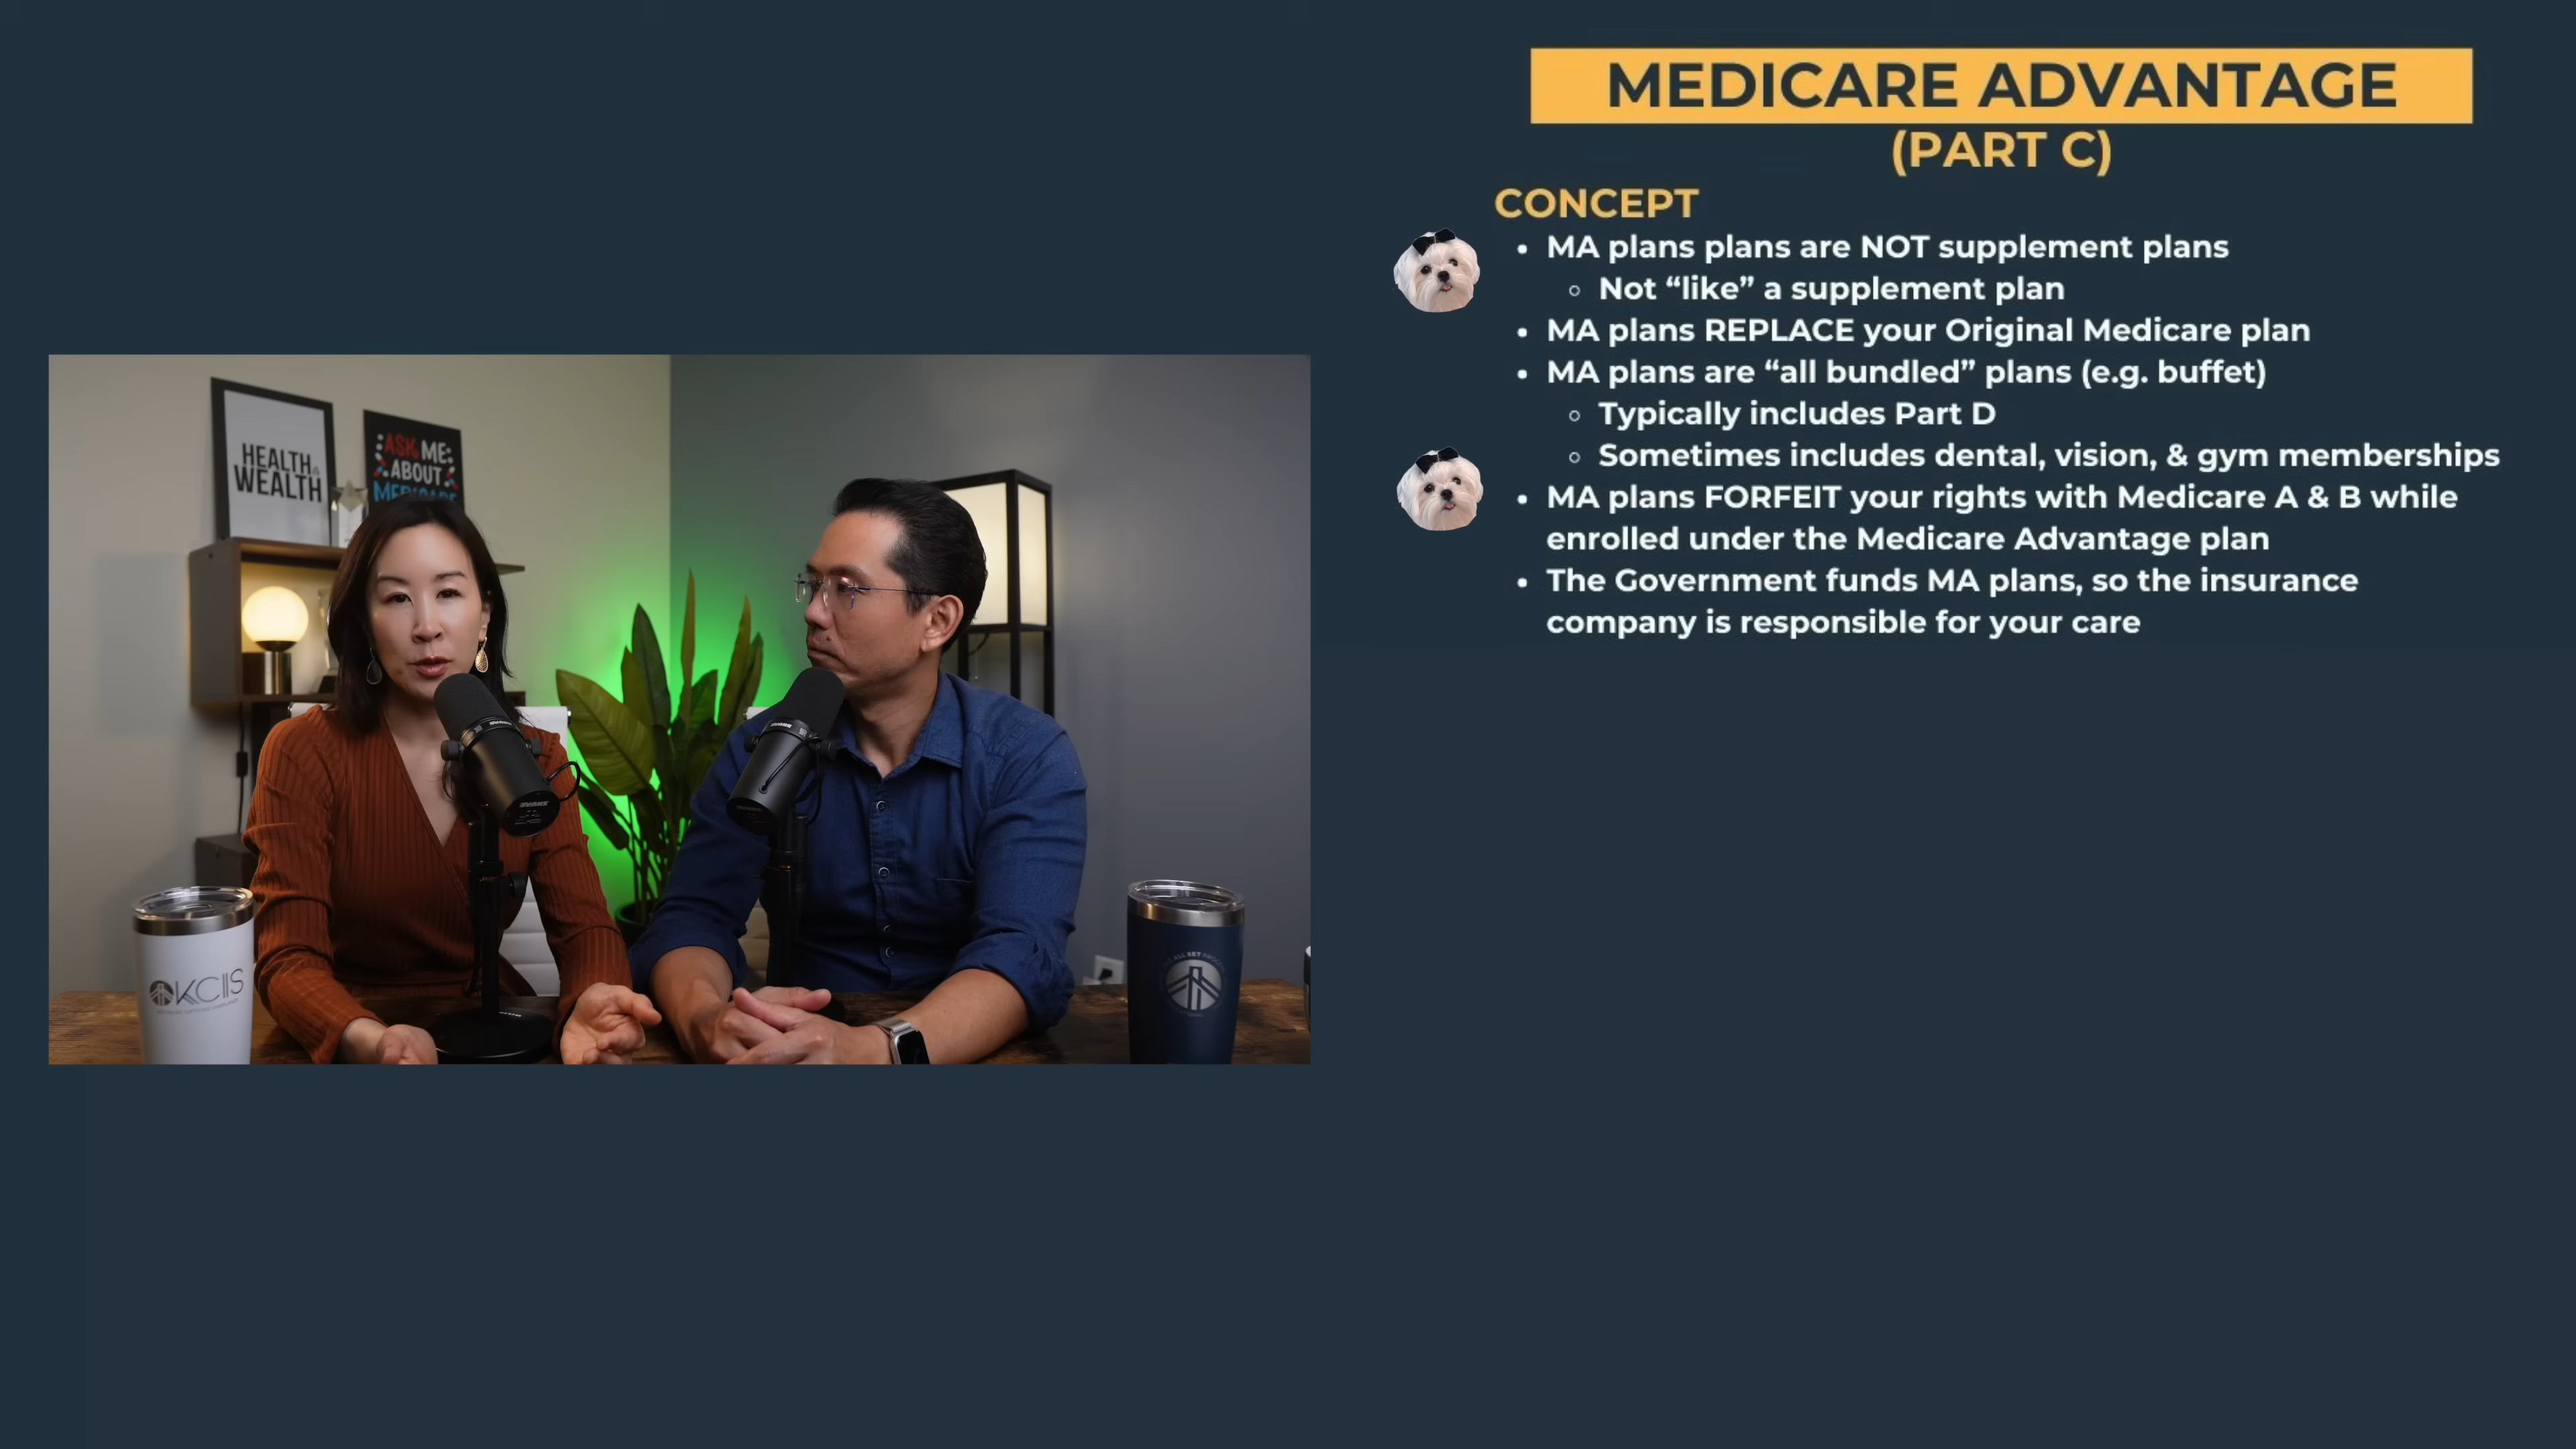 MEDICARE ADVANTAGE
(PART C)
CONCEPT
• MA plans plans are NOT supplement plans
◦ Not “like” a supplement plan
• MA plans REPLACE your Original Medicare plan
• MA plans are “all bundled” plans (e.g. buffet)
◦ Typically includes Part D
◦ Sometimes includes dental, vision, & gym memberships
• MA plans FORFEIT your rights with Medicare A & B while
enrolled under the Medicare Advantage plan
• The Government funds MA plans, so the insurance
company is responsible for your care
HEALTH &
WEALTH
ASK ME
ABOUT
MEDICARE
KCIIS